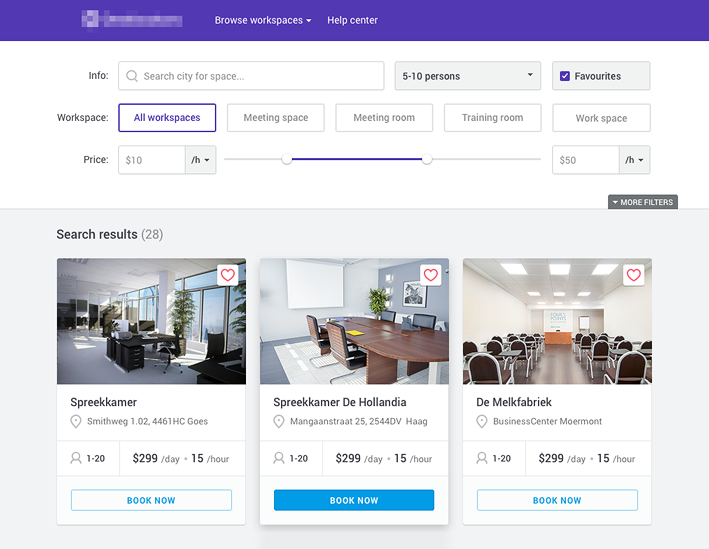 Browse workspaces Help center
Info: Search city for space... 5-10 persons Favourites
Workspace: All workspaces Meeting space Meeting room Training room Work space
Price: $10 /h $50 /h
MORE FILTERS
Search results (28)
FOUR POINTS
Spreekkamer
Smithweg 1.02, 4461HC Goes
1-20 $299 /day • 15 /hour
BOOK NOW
Spreekkamer De Hollandia
Mangaanstraat 25, 2544DV Haag
1-20 $299 /day • 15 /hour
BOOK NOW
De Melkfabriek
BusinessCenter Moermont
1-20 $299 /day • 15 /hour
BOOK NOW